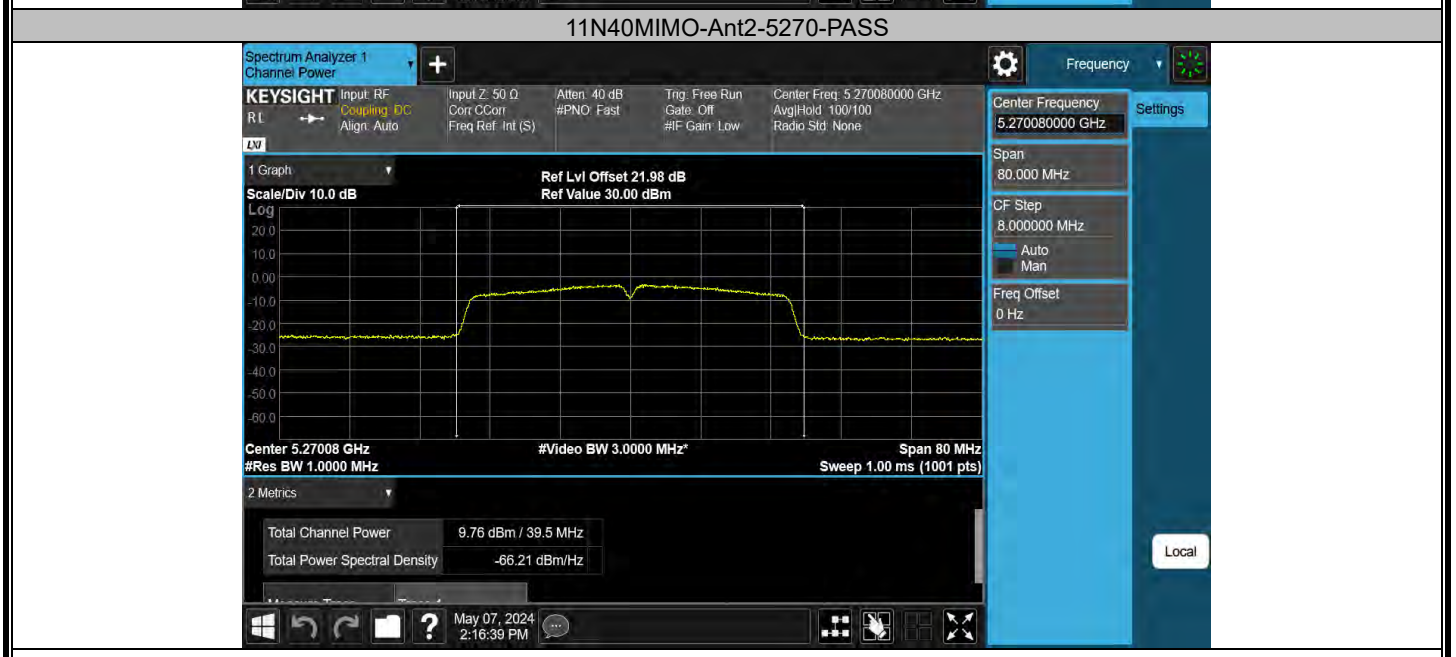 11N40MIMO-Ant2-5270-PASS
Spectrum Analyzer 1
Channel Power
Frequency
KEYSIGHT
RL
LXI
Input: RF
Coupling: DC
Align: Auto
Input Z: 50 Ω
Corr CCorr
Freq Ref: Int (S)
Atten: 40 dB
#PNO: Fast
Trig: Free Run
Gate: Off
#IF Gain: Low
Center Freq: 5.270080000 GHz
Avg|Hold: 100/100
Radio Std: None
Center Frequency
5.270080000 GHz
Settings
Span
80.000 MHz
CF Step
8.000000 MHz
Auto
Man
Freq Offset
0 Hz
1 Graph
Scale/Div 10.0 dB
Ref Lvl Offset 21.98 dB
Ref Value 30.00 dBm
Log
20.0
10.0
0.00
-10.0
-20.0
-30.0
-40.0
-50.0
-60.0
Center 5.27008 GHz
#Video BW 3.0000 MHz*
Span 80 MHz
#Res BW 1.0000 MHz
Sweep 1.00 ms (1001 pts)
2 Metrics
Total Channel Power 9.76 dBm / 39.5 MHz
Total Power Spectral Density -66.21 dBm/Hz
Local
?
May 07, 2024
2:16:39 PM